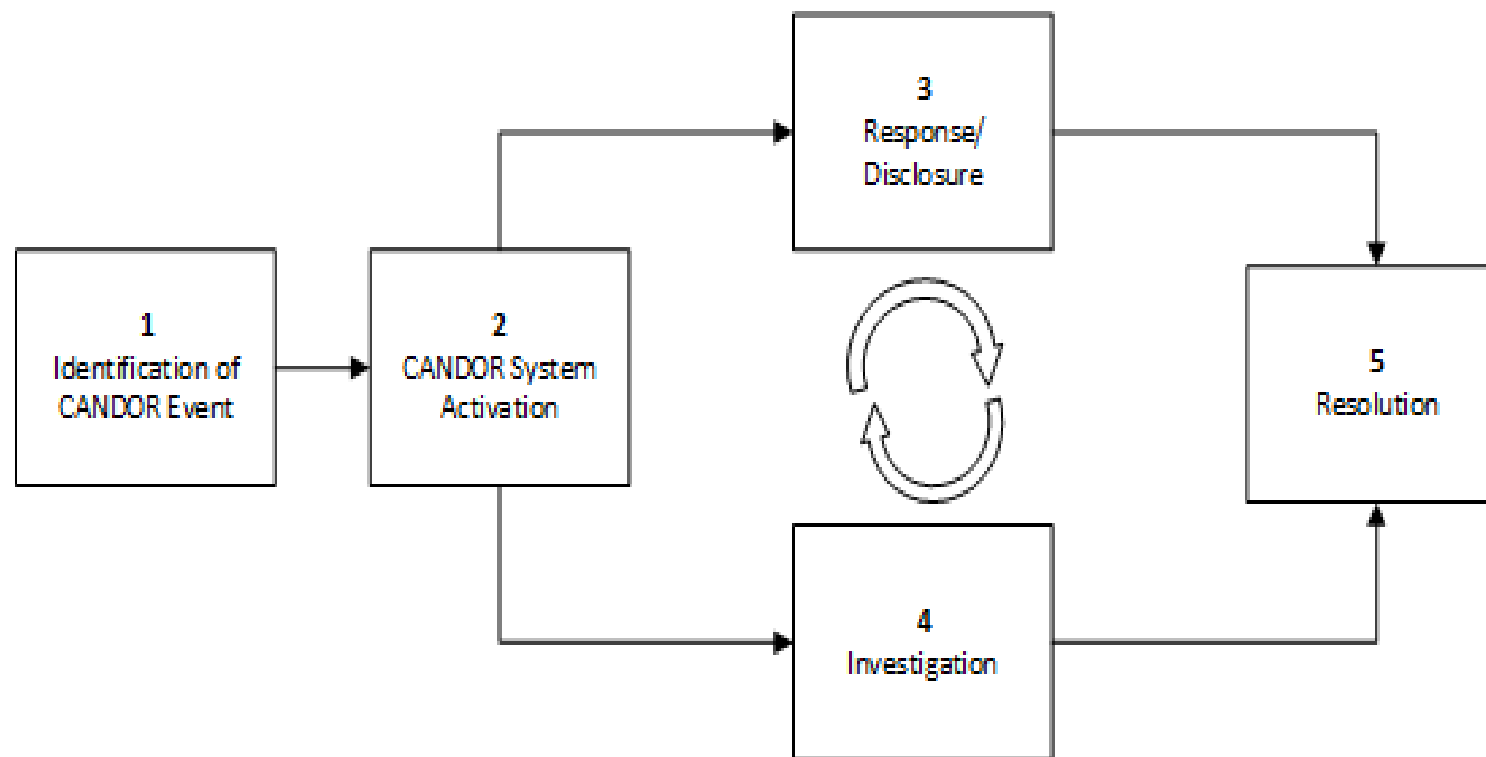 1
Identification of
CANDOR Event
2
CANDOR System
Activation
3
Response/
Disclosure
4
Investigation
5
Resolution